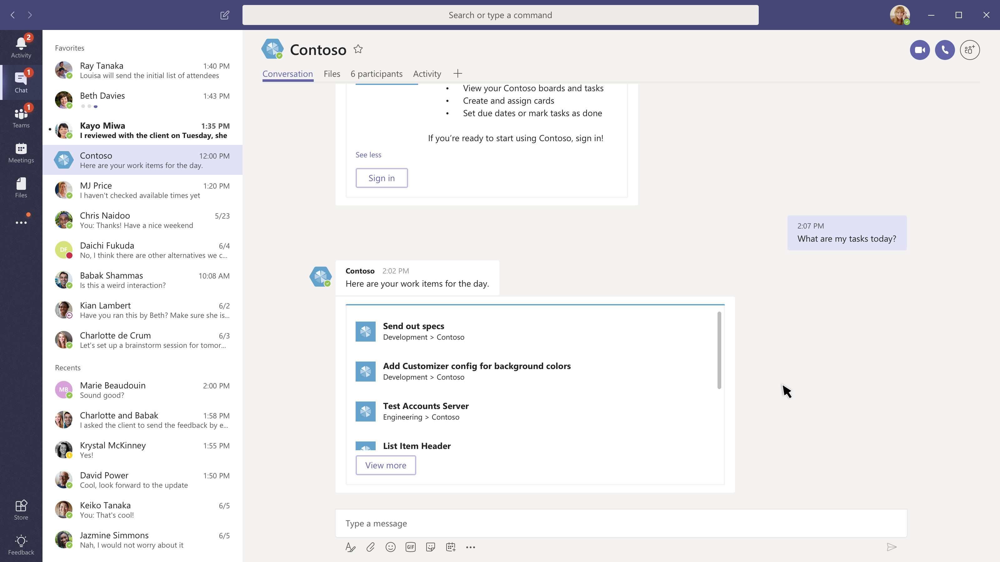 Search or type a command
2
Activity
1
Chat
1
Teams
Meetings
Files
Store
Feedback
Favorites
Ray Tanaka 1:40 PM
Louisa will send the initial list of attendees
Beth Davies 1:43 PM
Kayo Miwa 1:35 PM
I reviewed with the client on Tuesday, she
Contoso 12:00 PM
Here are your work items for the day.
MJ Price 1:20 PM
I haven't checked available times yet
Chris Naidoo 5/23
You: Thanks! Have a nice weekend
DF
Daichi Fukuda 6/4
No, I think there are other alternatives we c...
Babak Shammas 10:08 AM
Is this a weird interaction?
Kian Lambert 6/2
Have you ran this by Beth? Make sure she is...
Charlotte de Crum 6/3
Let's set up a brainstorm session for tomor...
Recents
MB
Marie Beaudouin 2:00 PM
Sound good?
Charlotte and Babak 1:58 PM
I asked the client to send the feedback by e...
Krystal McKinney 1:55 PM
Yes!
David Power 1:50 PM
Cool, look forward to the update
Keiko Tanaka 6/5
You: That's cool!
Jazmine Simmons 6/5
Nah, I would not worry about it
Contoso
Conversation Files 6 participants Activity
• View your Contoso boards and tasks
• Create and assign cards
• Set due dates or mark tasks as done
If you’re ready to start using Contoso, sign in!
See less
Sign in
2:07 PM
What are my tasks today?
Contoso 2:02 PM
Here are your work items for the day.
Send out specs
Development > Contoso
Add Customizer config for background colors
Development > Contoso
Test Accounts Server
Engineering > Contoso
List Item Header
View more
Type a message
GIF